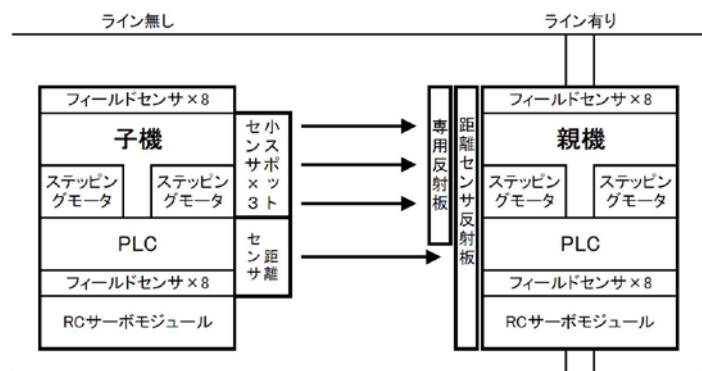 ライン無し
ライン有り
フィールドセンサ×8
子機
ステッピン
グモータ
ステッピン
グモータ
PLC
フィールドセンサ×8
RCサーボモジュール
小スポット
センサ×3
距離
センサ
専用反射板
距離センサ反射板
フィールドセンサ×8
親機
ステッピン
グモータ
ステッピン
グモータ
PLC
フィールドセンサ×8
RCサーボモジュール